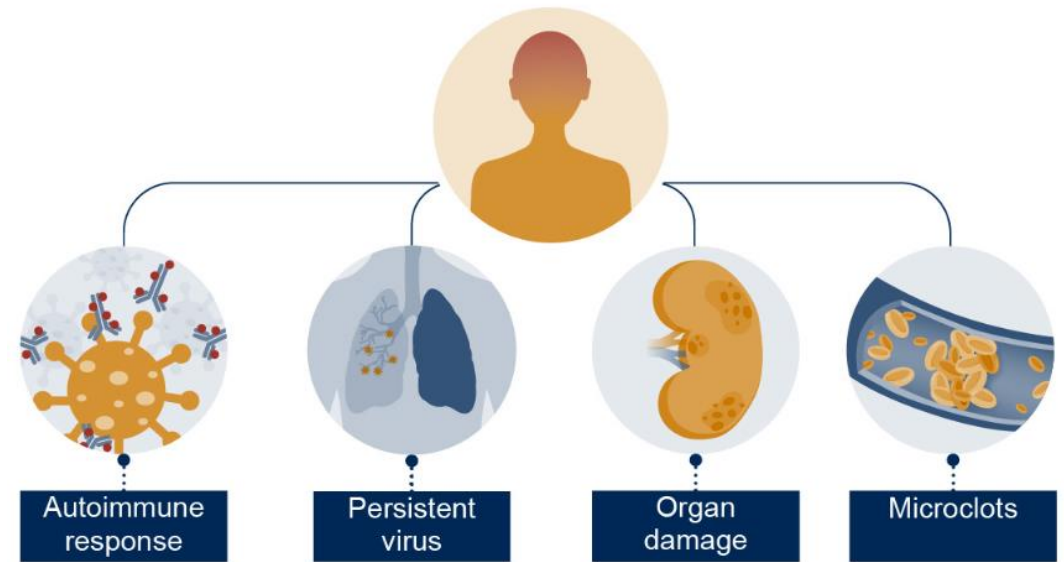 Autoimmune
response
Persistent
virus
Organ
damage
Microclots